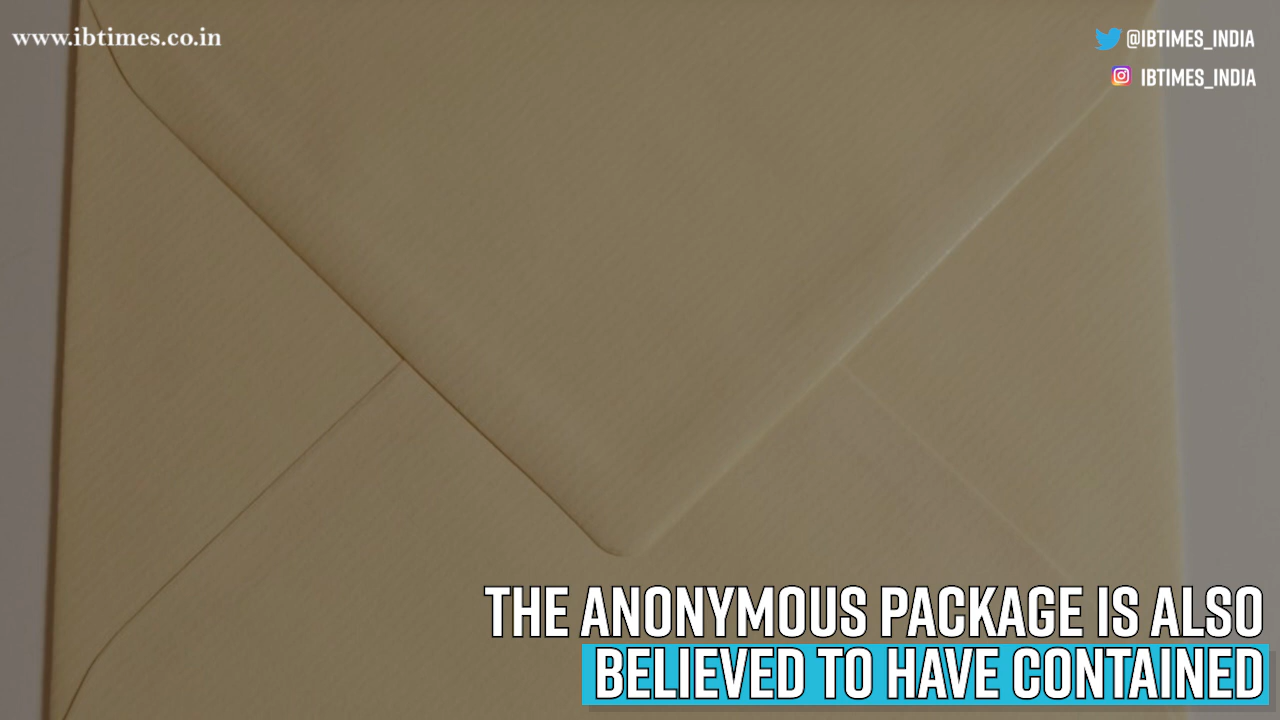 www.ibtimes.co.in
@IBTIMES_INDIA
IBTIMES_INDIA
THE ANONYMOUS PACKAGE IS ALSO
BELIEVED TO HAVE CONTAINED